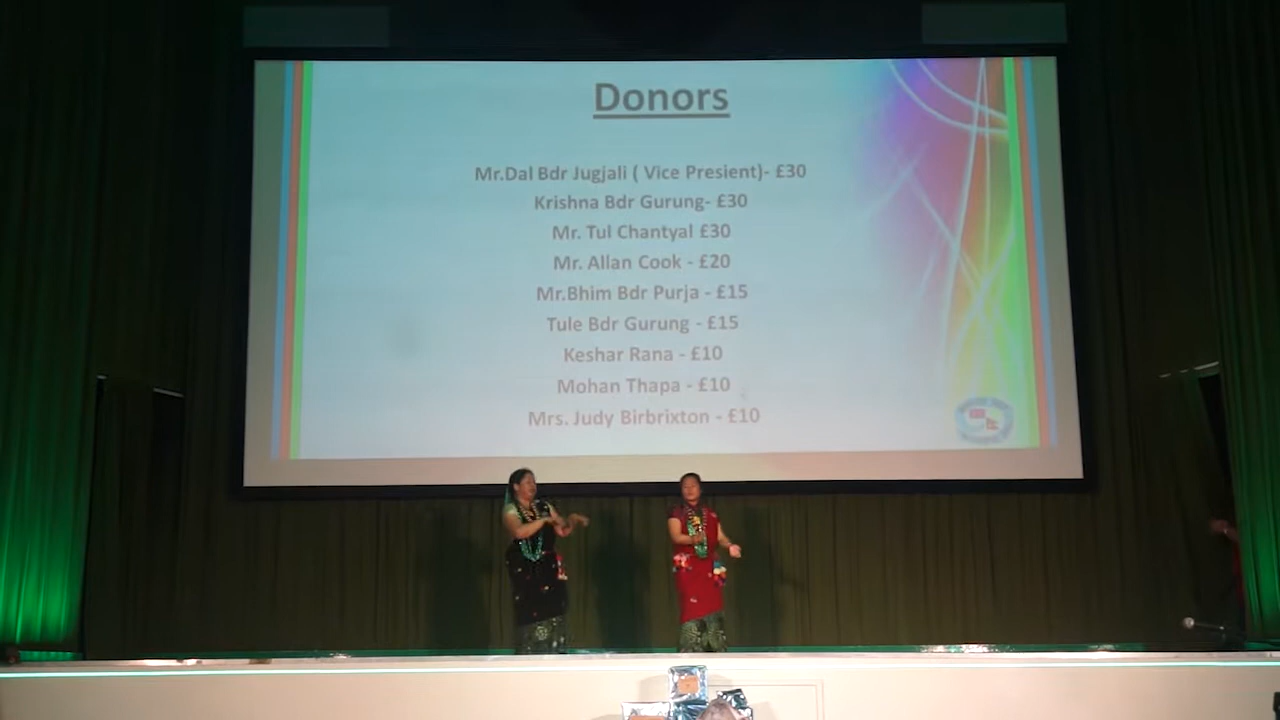 Donors
Mr.Dal Bdr Jugjali ( Vice Presient)- £30
Krishna Bdr Gurung- £30
Mr. Tul Chantyal £30
Mr. Allan Cook - £20
Mr.Bhim Bdr Purja - £15
Tule Bdr Gurung - £15
Keshar Rana - £10
Mohan Thapa - £10
Mrs. Judy Birbrixton - £10